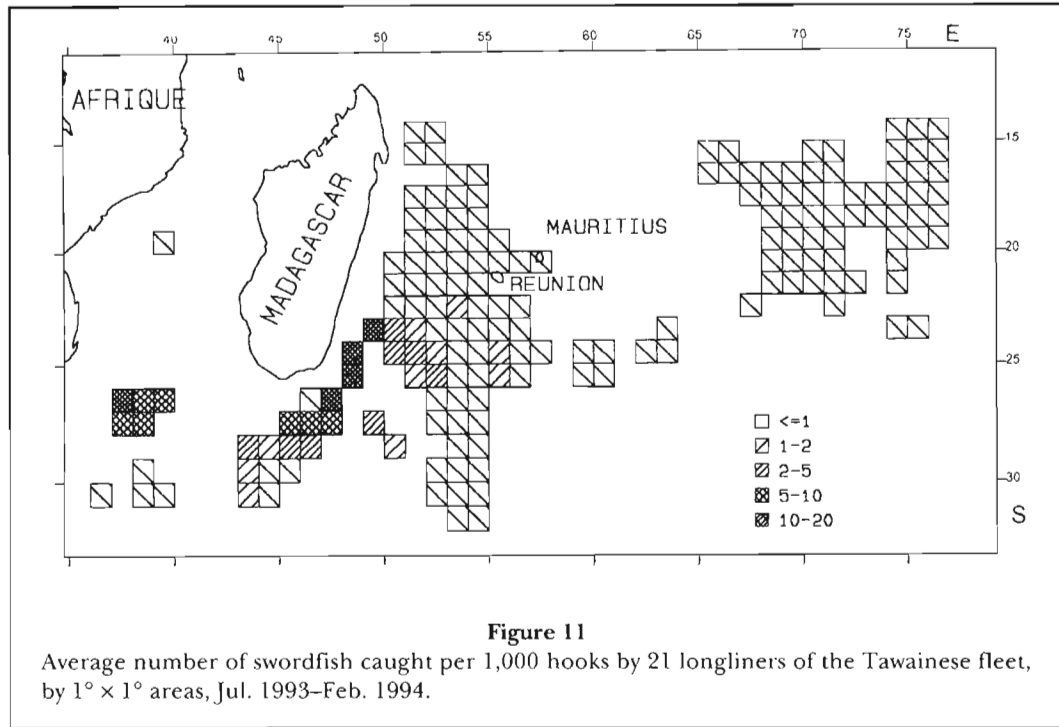 40 45 50 55 60 65 70 75 E
AFRIQUE
15
MADAGASCAR
MAURITIUS
20
REUNION
25
<=1
1-2
2-5
30
5-10
S
10-20
Figure 11
Average number of swordfish caught per 1,000 hooks by 21 longliners of the Tawainese fleet,
by 1° × 1° areas, Jul. 1993–Feb. 1994.